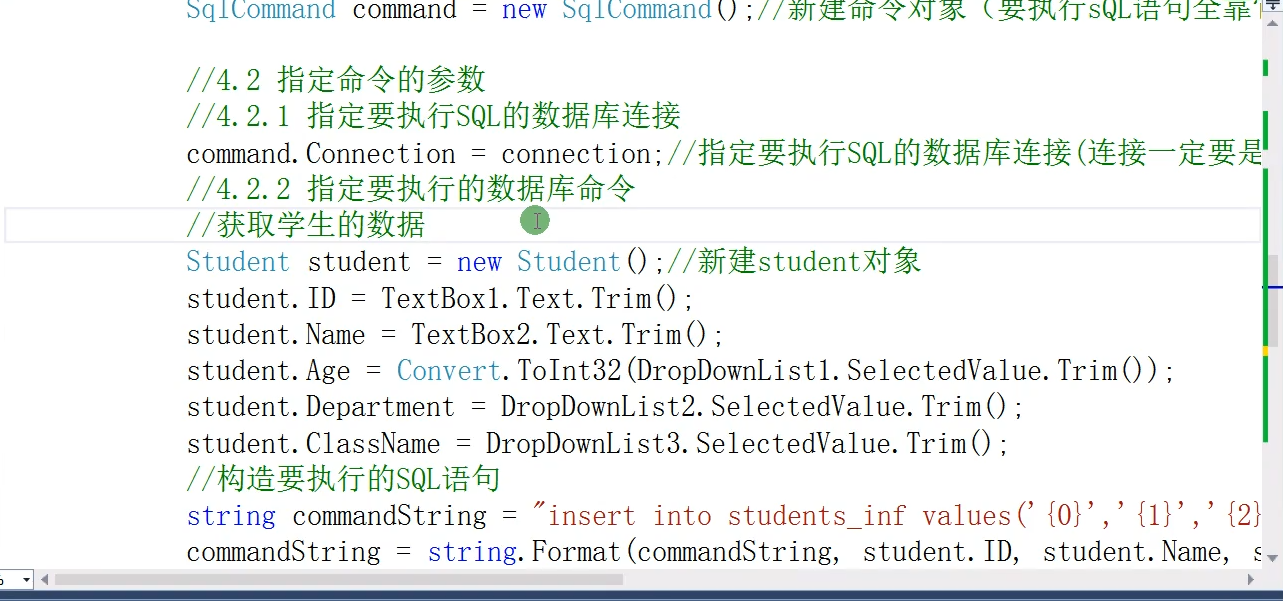 SqlCommand command = new SqlCommand();//新建命令对象（要执行sQL语句全靠
//4.2 指定命令的参数
//4.2.1 指定要执行SQL的数据库连接
command.Connection = connection;//指定要执行SQL的数据库连接(连接一定要是
//4.2.2 指定要执行的数据库命令
//获取学生的数据
Student student = new Student();//新建student对象
student.ID = TextBox1.Text.Trim();
student.Name = TextBox2.Text.Trim();
student.Age = Convert.ToInt32(DropDownList1.SelectedValue.Trim());
student.Department = DropDownList2.SelectedValue.Trim();
student.ClassName = DropDownList3.SelectedValue.Trim();
//构造要执行的SQL语句
string commandString = "insert into students_inf values('{0}','{1}','{2}
commandString = string.Format(commandString, student.ID, student.Name, s